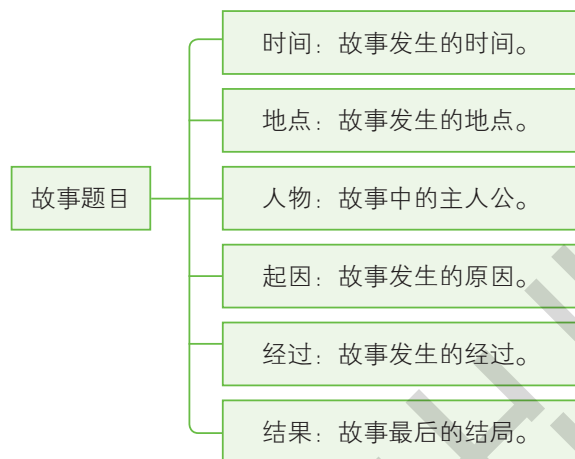 时间：故事发生的时间。
地点：故事发生的地点。
故事题目
人物：故事中的主人公。
起因：故事发生的原因。
经过：故事发生的经过。
结果：故事最后的结局。